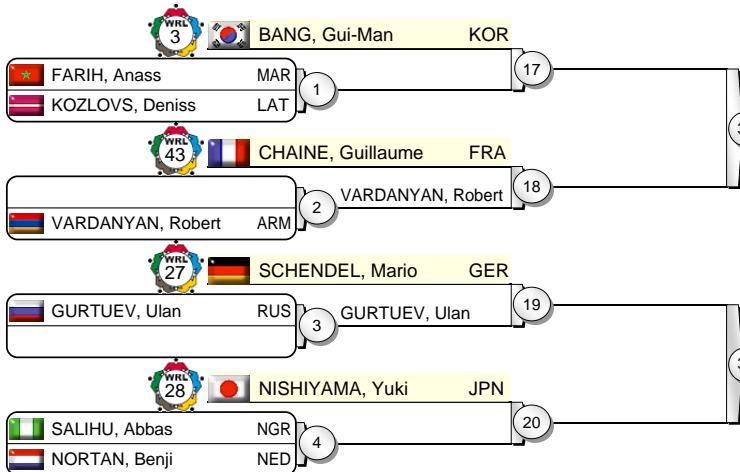 WRL 3 BANG, Gui-Man KOR
FARIH, Anass MAR
KOZLOVS, Deniss LAT
1
17
WRL 43 CHAINE, Guillaume FRA
VARDANYAN, Robert ARM
2
VARDANYAN, Robert
18
WRL 27 SCHENDEL, Mario GER
GURTUEV, Ulan RUS
3
GURTUEV, Ulan
19
WRL 28 NISHIYAMA, Yuki JPN
SALIHU, Abbas NGR
NORTAN, Benji NED
4
20